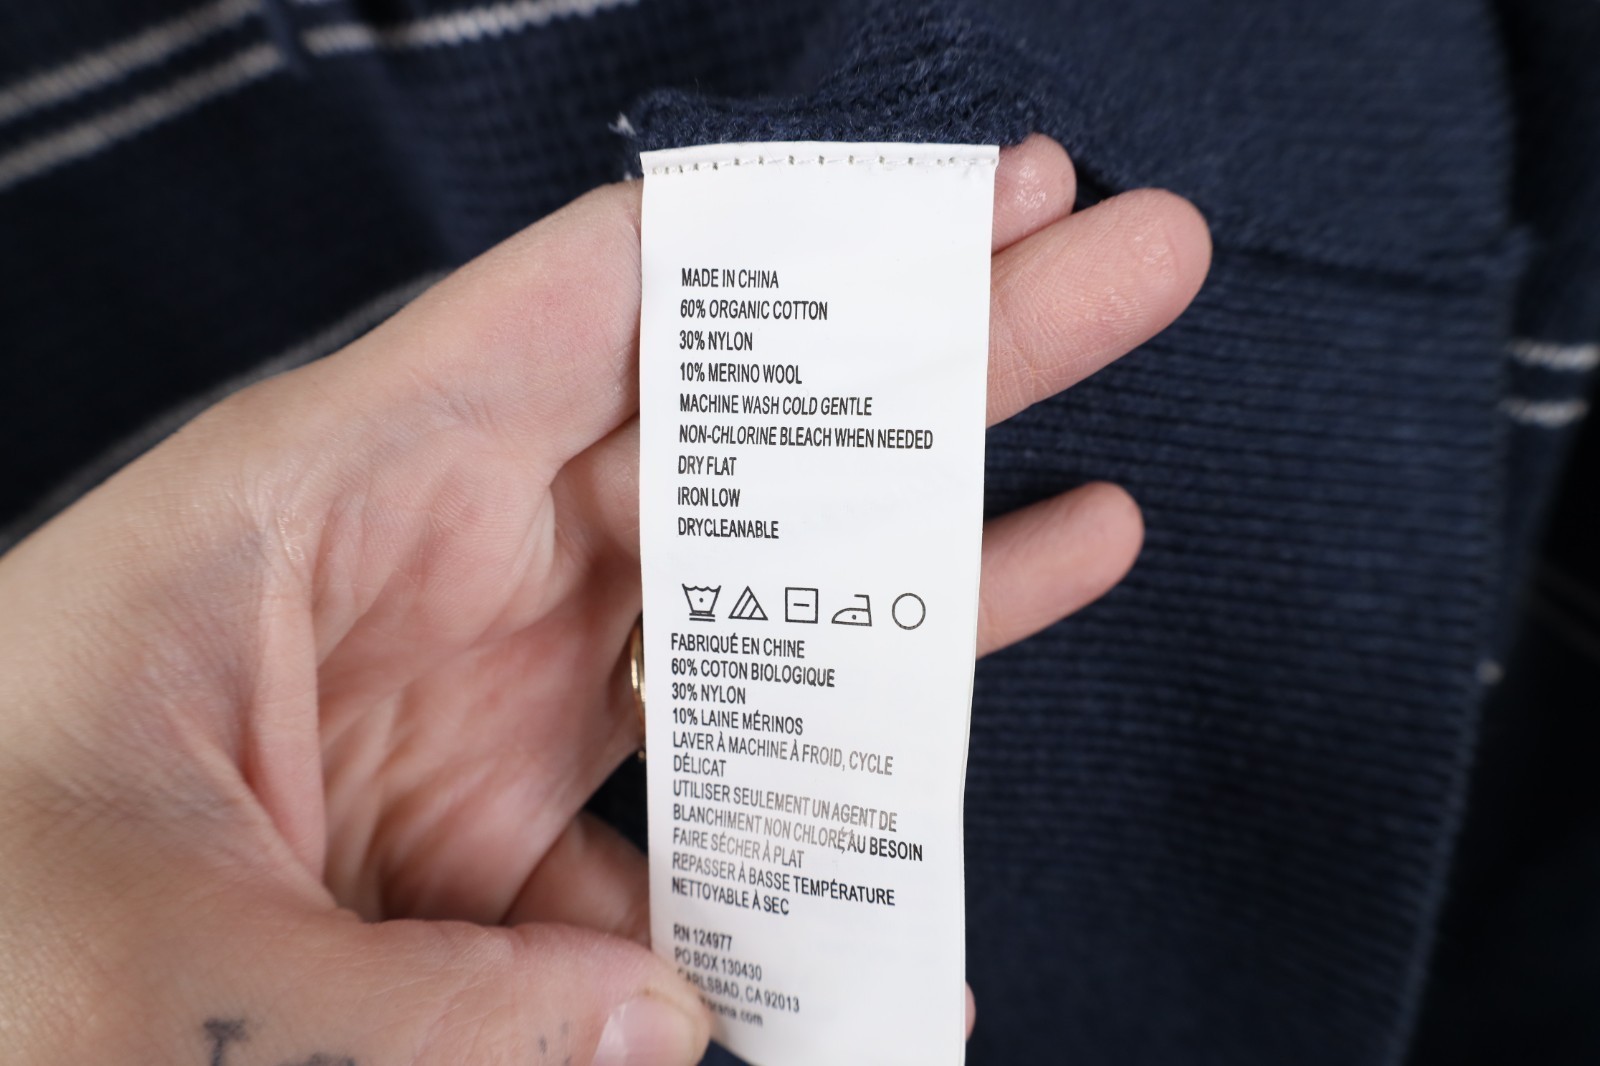 MADE IN CHINA
60% ORGANIC COTTON
30% NYLON
10% MERINO WOOL
MACHINE WASH COLD GENTLE
NON-CHLORINE BLEACH WHEN NEEDED
DRY FLAT
IRON LOW
DRYCLEANABLE
FABRIQUÉ EN CHINE
60% COTON BIOLOGIQUE
30% NYLON
10% LAINE MÉRINOS
LAVER À MACHINE À FROID, CYCLE
DÉLICAT
UTILISER SEULEMENT UN AGENT DE
BLANCHIMENT NON CHLORÉ, AU BESOIN
FAIRE SÉCHER À PLAT
REPASSER À BASSE TEMPÉRATURE
NETTOYABLE À SEC
RN 124977
PO BOX 130430
CARLSBAD, CA 92013